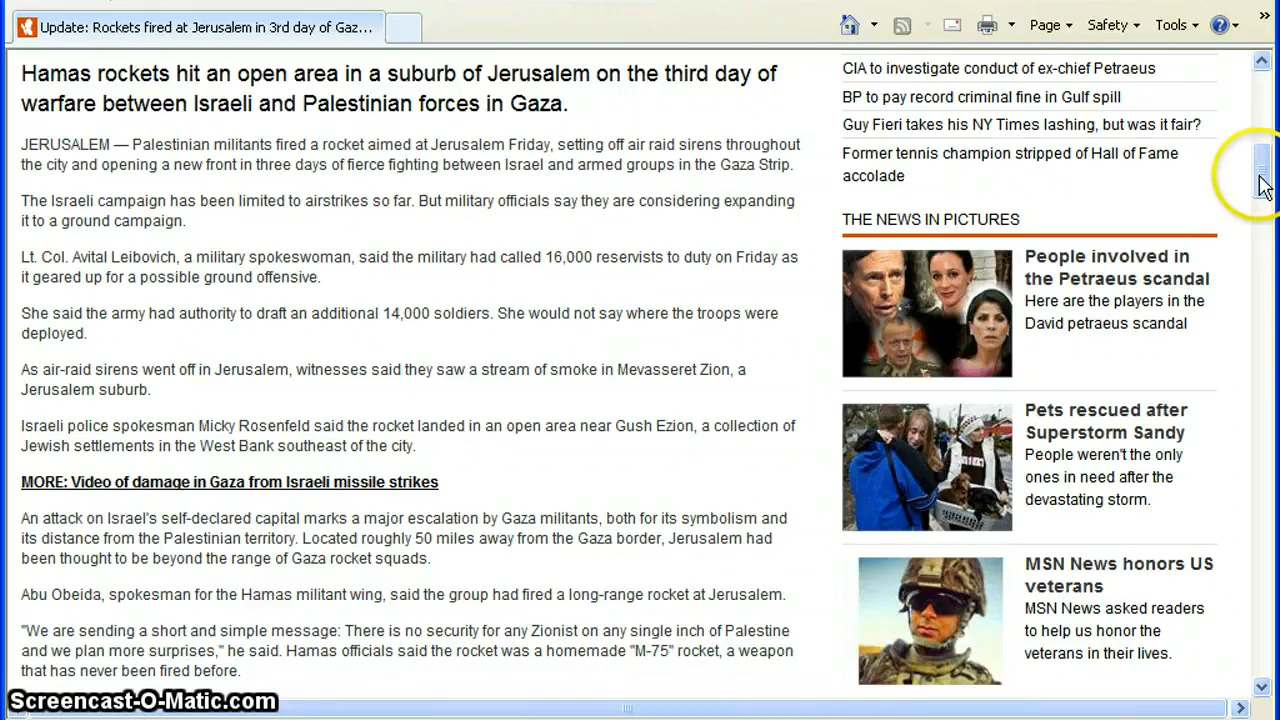 Update: Rockets fired at Jerusalem in 3rd day of Gaz...
Page
Safety
Tools
Hamas rockets hit an open area in a suburb of Jerusalem on the third day of
warfare between Israeli and Palestinian forces in Gaza.
JERUSALEM — Palestinian militants fired a rocket aimed at Jerusalem Friday, setting off air raid sirens throughout
the city and opening a new front in three days of fierce fighting between Israel and armed groups in the Gaza Strip.
The Israeli campaign has been limited to airstrikes so far. But military officials say they are considering expanding
it to a ground campaign.
Lt. Col. Avital Leibovich, a military spokeswoman, said the military had called 16,000 reservists to duty on Friday as
it geared up for a possible ground offensive.
She said the army had authority to draft an additional 14,000 soldiers. She would not say where the troops were
deployed.
As air-raid sirens went off in Jerusalem, witnesses said they saw a stream of smoke in Mevasseret Zion, a
Jerusalem suburb.
Israeli police spokesman Micky Rosenfeld said the rocket landed in an open area near Gush Ezion, a collection of
Jewish settlements in the West Bank southeast of the city.
MORE: Video of damage in Gaza from Israeli missile strikes
An attack on Israel's self-declared capital marks a major escalation by Gaza militants, both for its symbolism and
its distance from the Palestinian territory. Located roughly 50 miles away from the Gaza border, Jerusalem had
been thought to be beyond the range of Gaza rocket squads.
Abu Obeida, spokesman for the Hamas militant wing, said the group had fired a long-range rocket at Jerusalem.
"We are sending a short and simple message: There is no security for any Zionist on any single inch of Palestine
and we plan more surprises," he said. Hamas officials said the rocket was a homemade "M-75" rocket, a weapon
that has never been fired before.
CIA to investigate conduct of ex-chief Petraeus
BP to pay record criminal fine in Gulf spill
Guy Fieri takes his NY Times lashing, but was it fair?
Former tennis champion stripped of Hall of Fame
accolade
THE NEWS IN PICTURES
People involved in
the Petraeus scandal
Here are the players in the
David petraeus scandal
Pets rescued after
Superstorm Sandy
People weren't the only
ones in need after the
devastating storm.
MSN News honors US
veterans
MSN News asked readers
to help us honor the
veterans in their lives.
Screencast-O-Matic.com